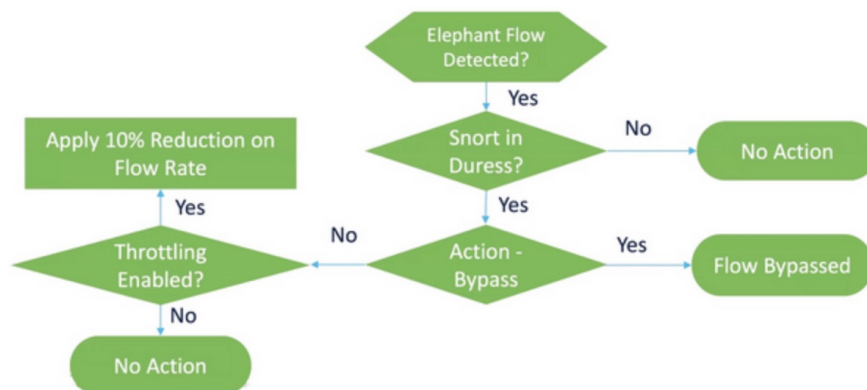 Elephant Flow
Detected?
Yes
Snort in
Duress?
No
No Action
Yes
Action -
Bypass
Yes
Flow Bypassed
No
Throttling
Enabled?
Yes
Apply 10% Reduction on
Flow Rate
No
No Action